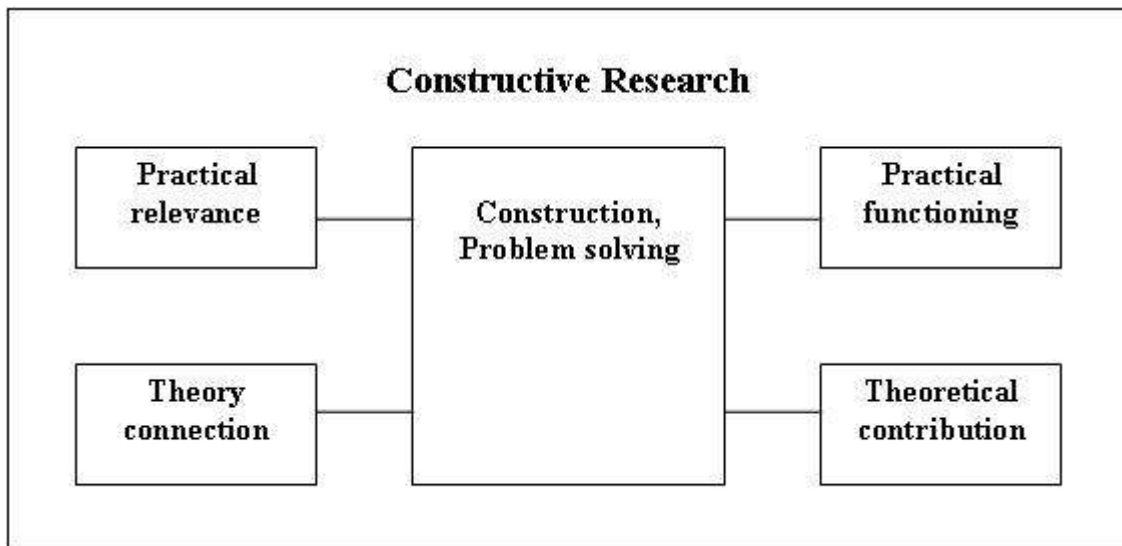 Constructive Research
Practical
relevance
Construction,
Problem solving
Practical
functioning
Theory
connection
Theoretical
contribution